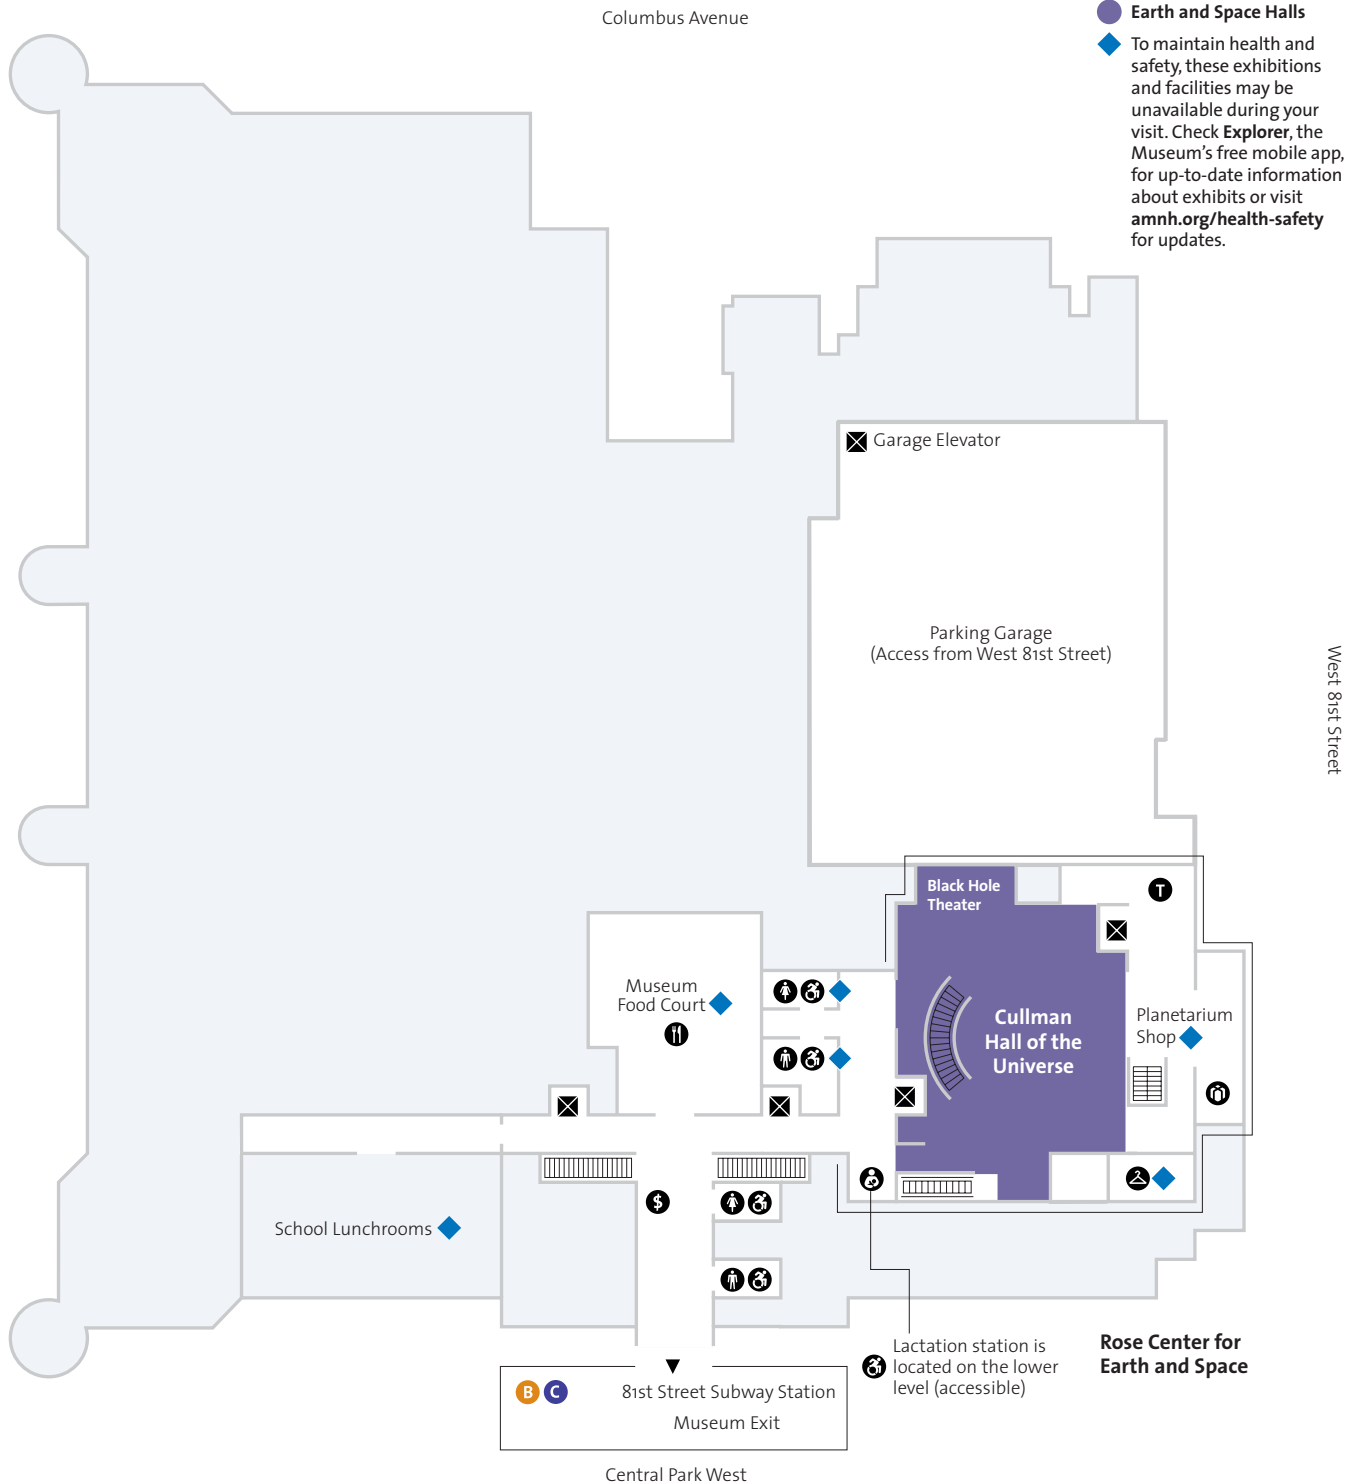 Columbus Avenue
Earth and Space Halls
To maintain health and
safety, these exhibitions
and facilities may be
unavailable during your
visit. Check Explorer, the
Museum's free mobile app,
for up-to-date information
about exhibits or visit
amnh.org/health-safety
for updates.
Garage Elevator
Parking Garage
(Access from West 81st Street)
West 81st Street
Black Hole
Theater
T
Museum
Food Court
Cullman
Hall of the
Universe
Planetarium
Shop
$
School Lunchrooms
Lactation station is
located on the lower
level (accessible)
Rose Center for
Earth and Space
B C
81st Street Subway Station
Museum Exit
Central Park West